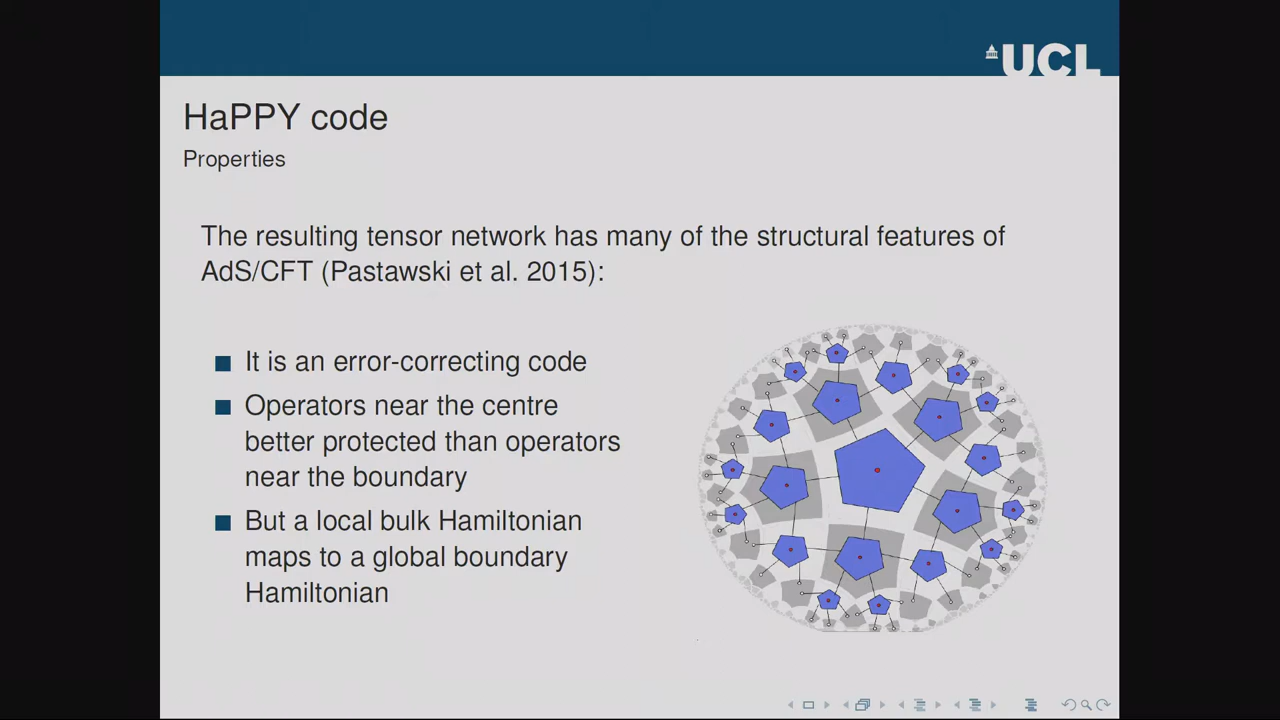 UCL
HaPPY code
Properties
The resulting tensor network has many of the structural features of
AdS/CFT (Pastawski et al. 2015):
It is an error-correcting code
Operators near the centre
better protected than operators
near the boundary
But a local bulk Hamiltonian
maps to a global boundary
Hamiltonian